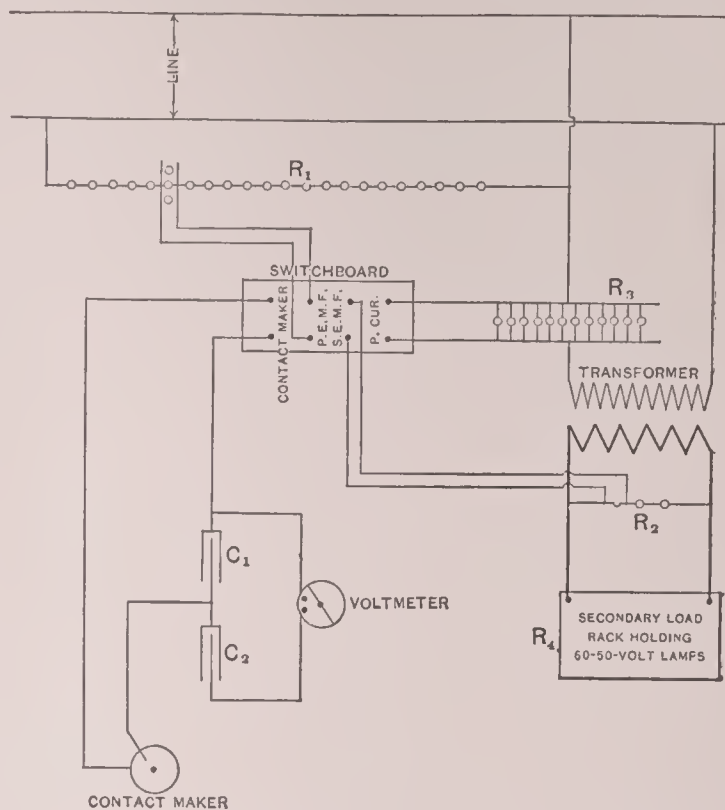 LINE
R1
SWITCHBOARD
CONTACT MAKER
P.E.M.F.
S.E.M.F.
P. CUR.
R3
TRANSFORMER
R2
C1
VOLTMETER
C2
R4
SECONDARY LOAD
RACK HOLDING
60-50-VOLT LAMPS
CONTACT MAKER